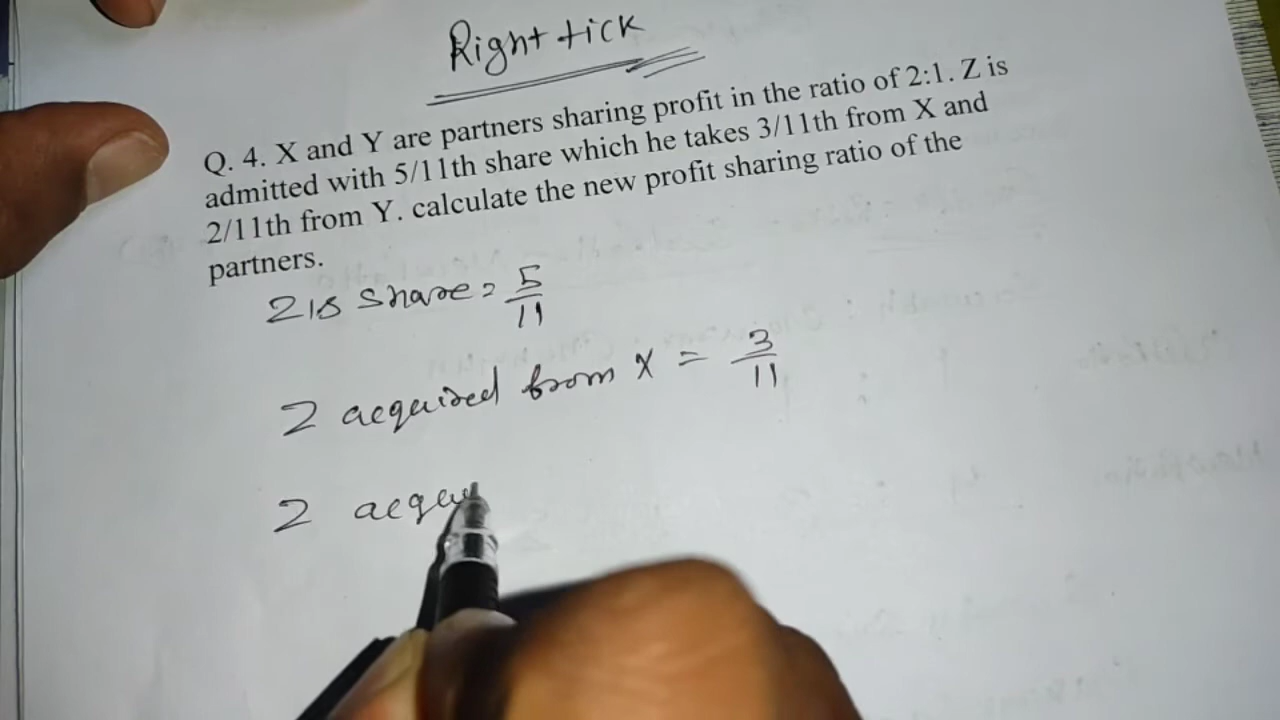 Right tick
Q. 4. X and Y are partners sharing profit in the ratio of 2:1. Z is
admitted with 5/11th share which he takes 3/11th from X and
2/11th from Y. calculate the new profit sharing ratio of the
partners.
Z's share = 5/11
Z acquired from X = 3/11
Z acqui